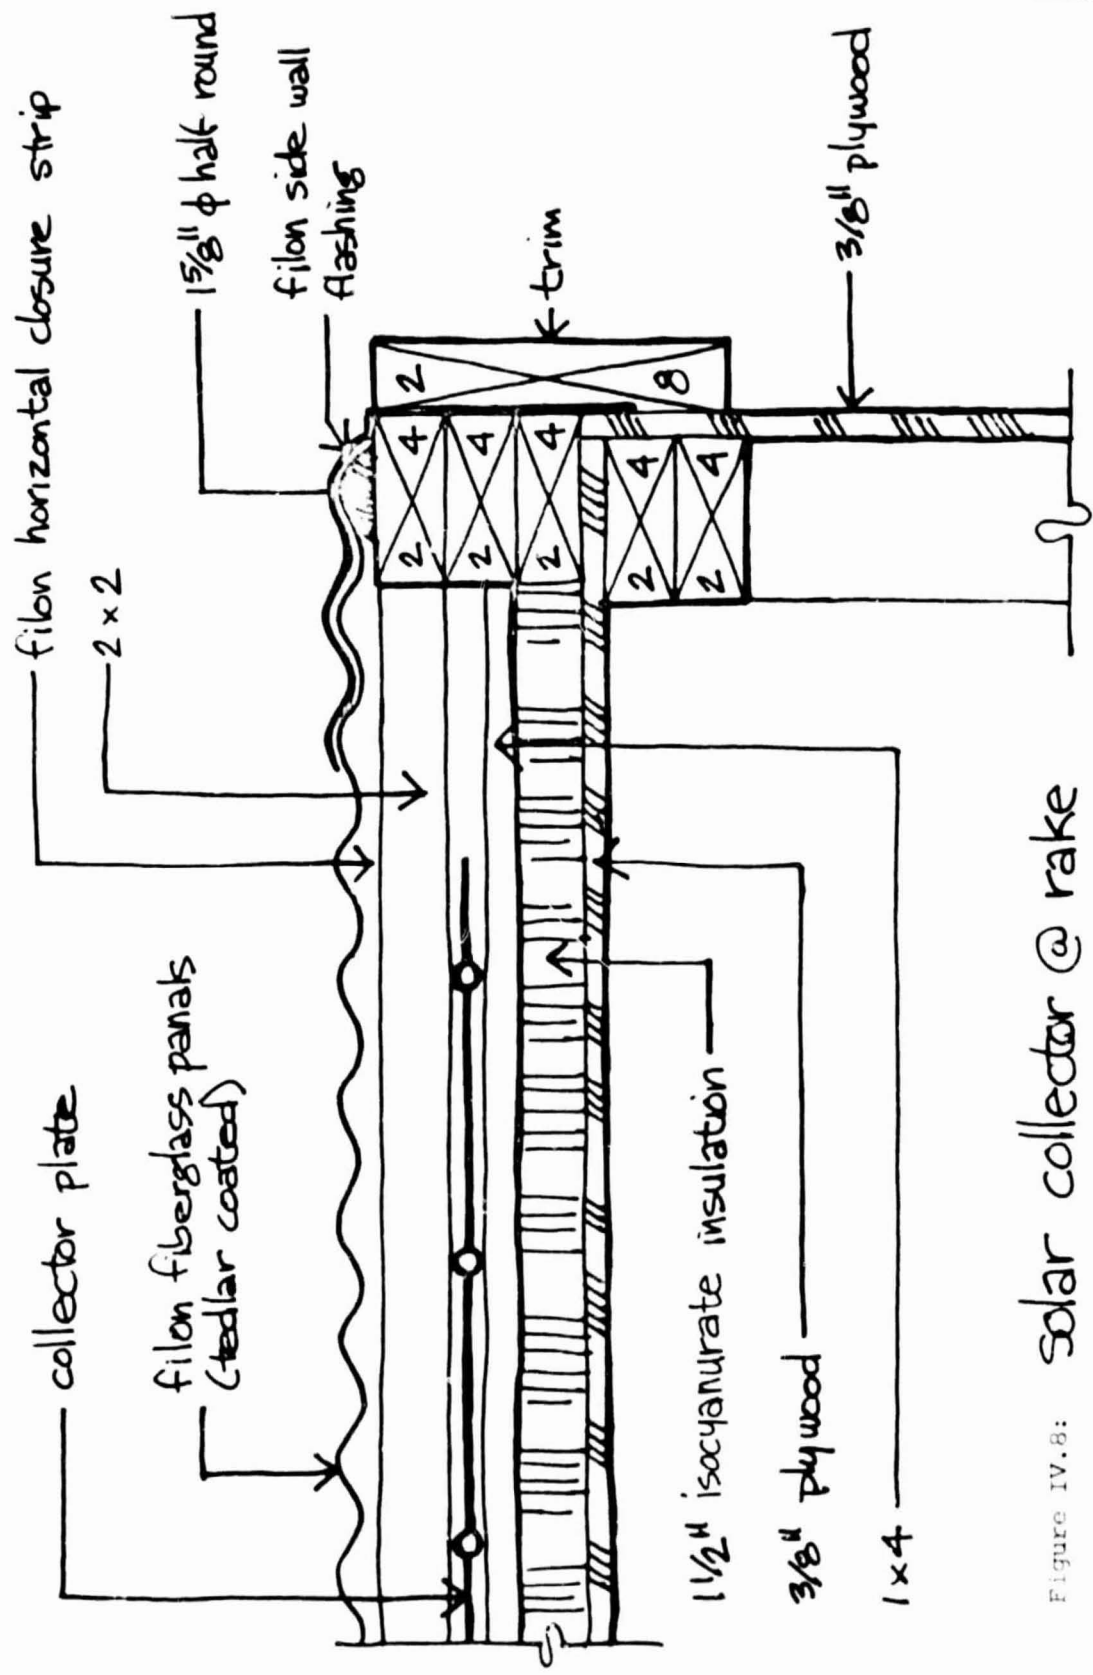 filon horizontal closure strip
2 x 2
1 5/8" ϕ half round
filon side wall
flashing
collector plate
filon fiberglass panals
(tedlar coated)
2 4
2 4
2 4
2 8
2 4
2 4
trim
3/8" plywood
1 1/2" isocyanurate insulation
3/8" plywood
1 x 4
Figure IV.8: Solar collector @ rake